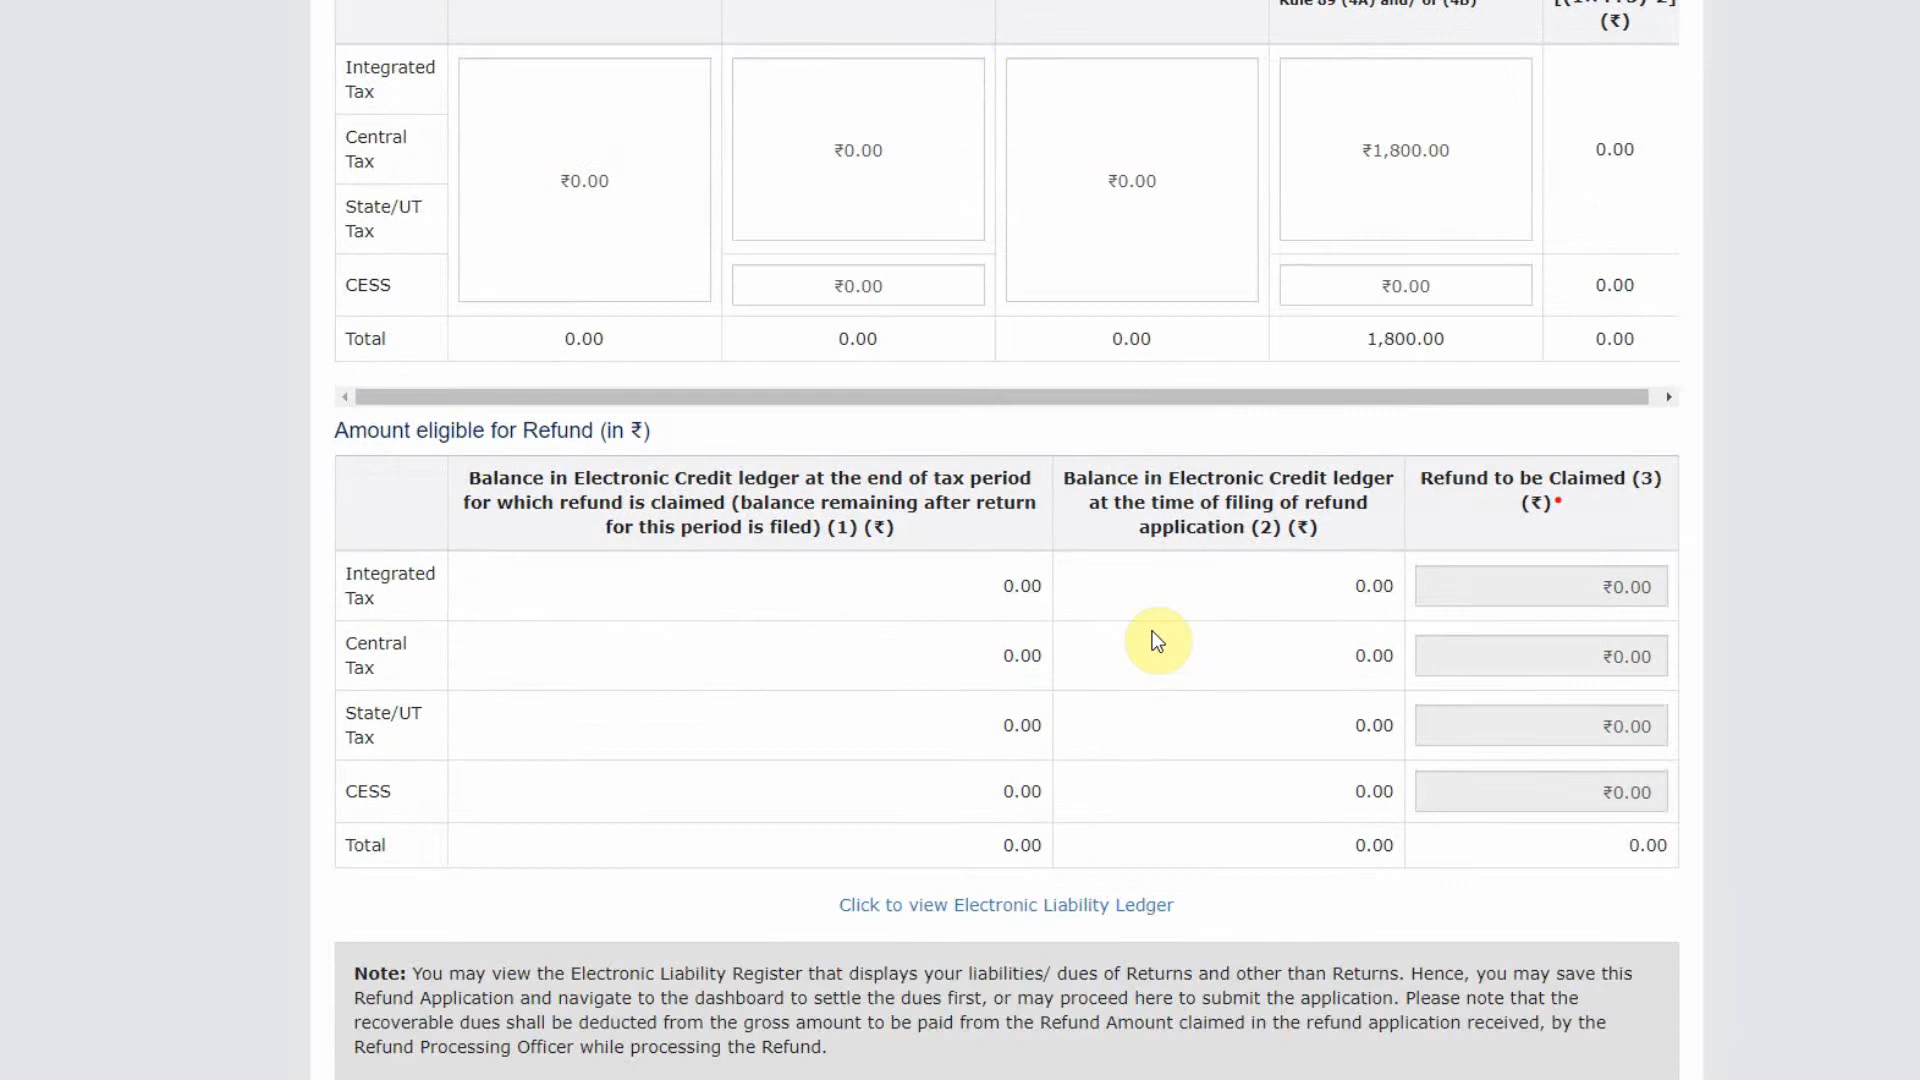 (₹)
Integrated
Tax
Central
Tax
State/UT
Tax
CESS
Total
₹0.00
₹0.00
₹0.00
₹1,800.00
0.00
₹0.00
₹0.00
0.00
0.00
0.00
0.00
1,800.00
0.00
Amount eligible for Refund (in ₹)
Balance in Electronic Credit ledger at the end of tax period
for which refund is claimed (balance remaining after return
for this period is filed) (1) (₹)
Balance in Electronic Credit ledger
at the time of filing of refund
application (2) (₹)
Refund to be Claimed (3)
(₹)•
Integrated
Tax
0.00
0.00
₹0.00
Central
Tax
0.00
0.00
₹0.00
State/UT
Tax
0.00
0.00
₹0.00
CESS
0.00
0.00
₹0.00
Total
0.00
0.00
0.00
Click to view Electronic Liability Ledger
Note: You may view the Electronic Liability Register that displays your liabilities/ dues of Returns and other than Returns. Hence, you may save this
Refund Application and navigate to the dashboard to settle the dues first, or may proceed here to submit the application. Please note that the
recoverable dues shall be deducted from the gross amount to be paid from the Refund Amount claimed in the refund application received, by the
Refund Processing Officer while processing the Refund.